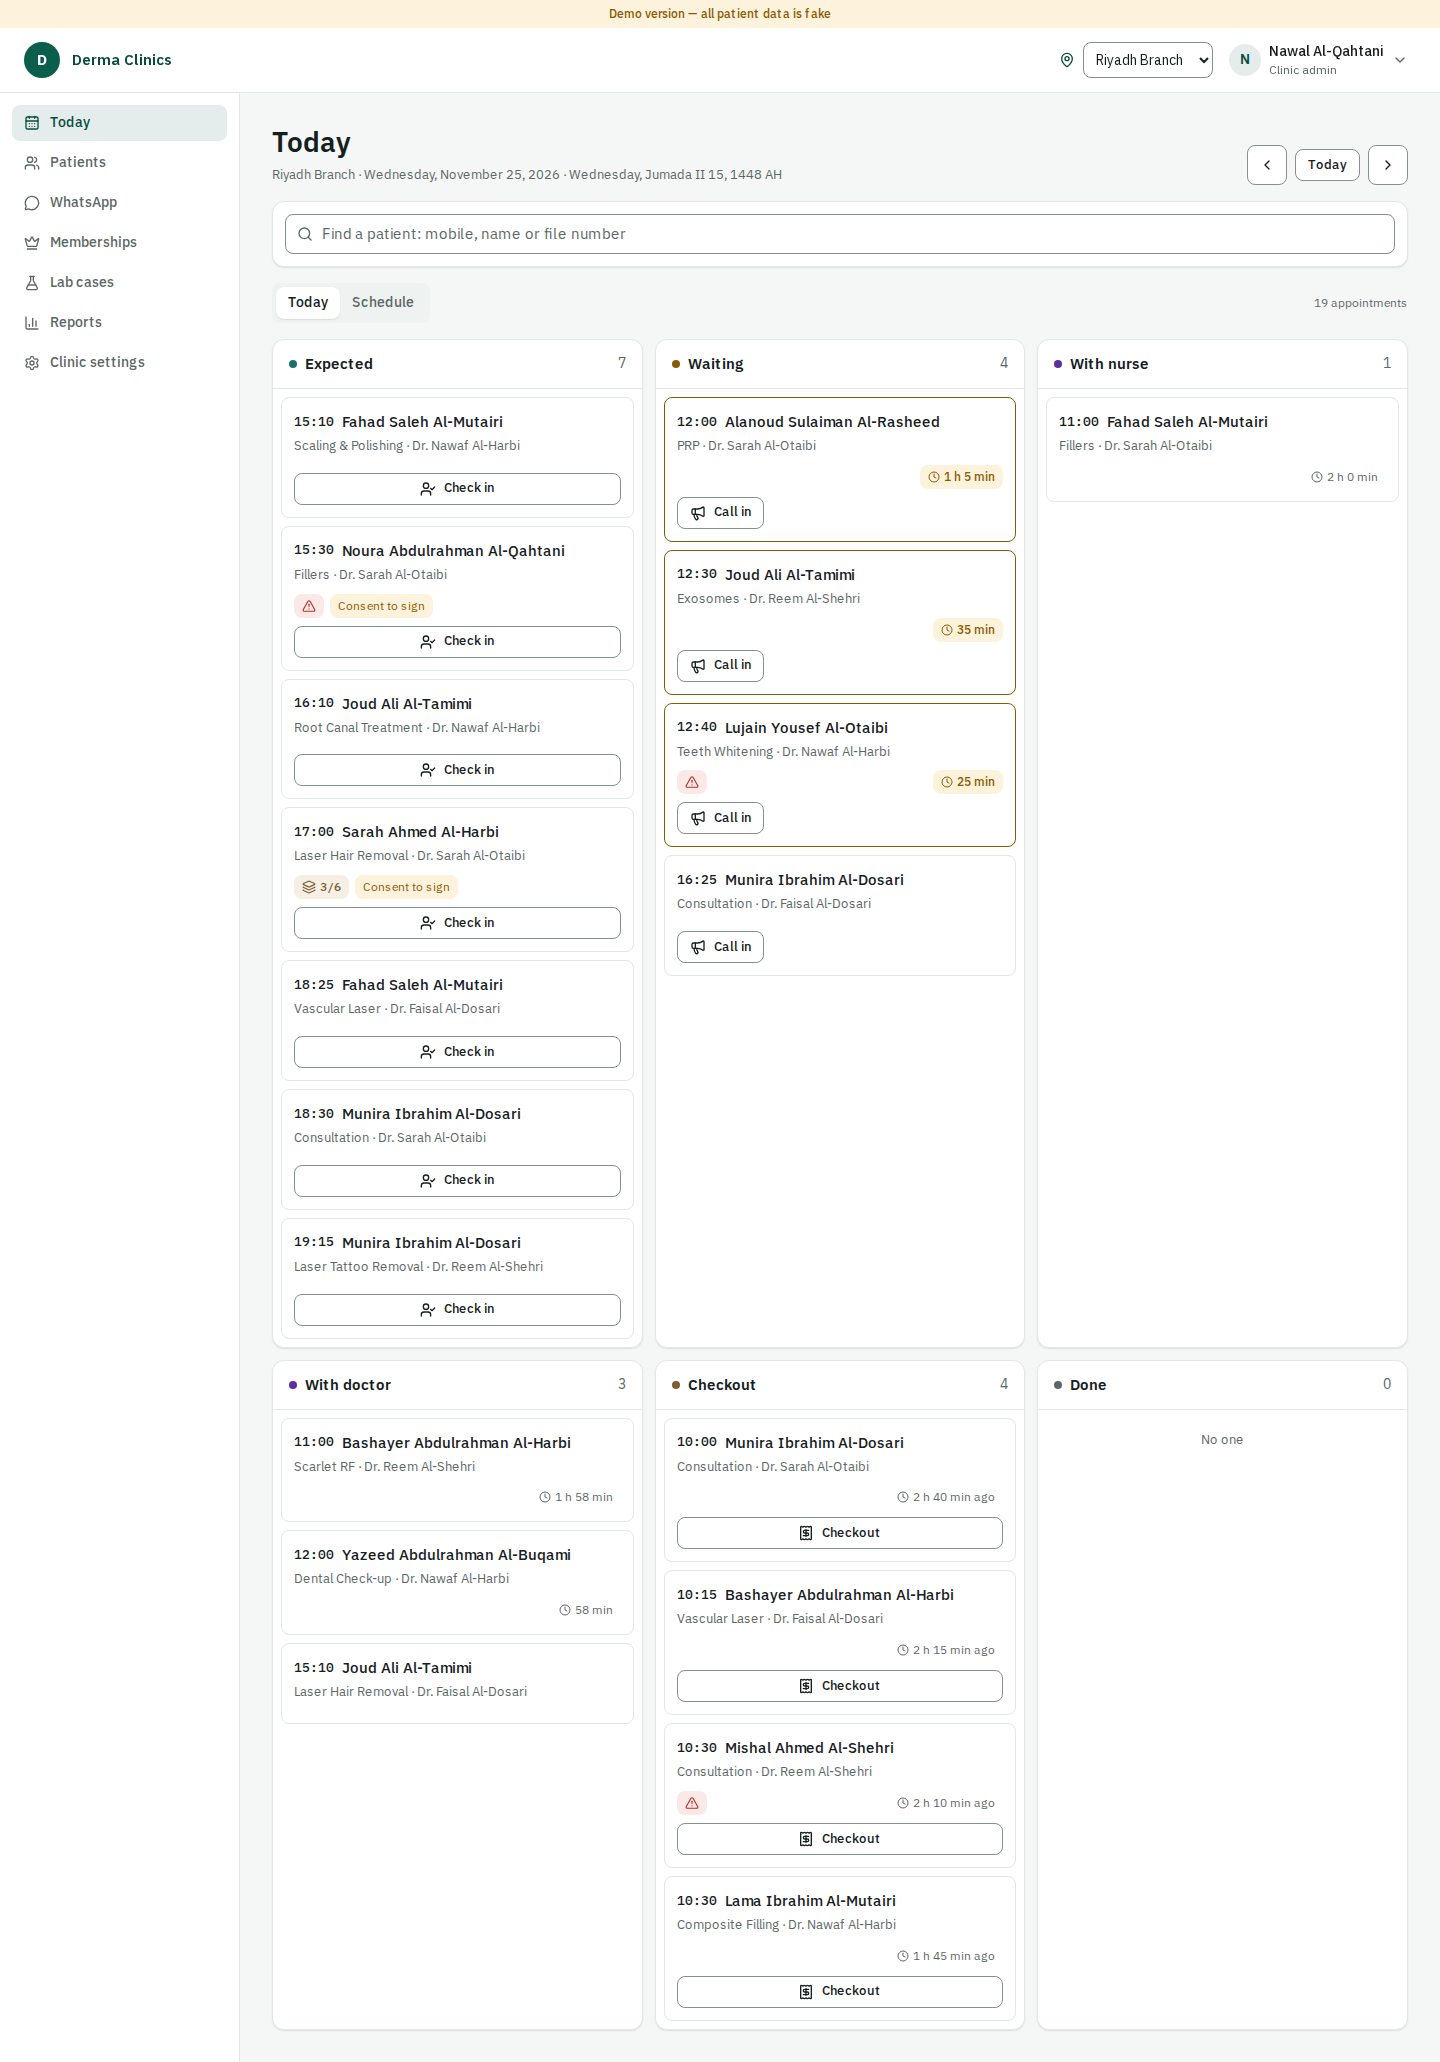 Demo version — all patient data is fake
D Derma Clinics
Riyadh Branch
N Nawal Al-Qahtani
Clinic admin
Today
Patients
WhatsApp
Memberships
Lab cases
Reports
Clinic settings
Today
Riyadh Branch · Wednesday, November 25, 2026 · Wednesday, Jumada II 15, 1448 AH
Today
Find a patient: mobile, name or file number
Today Schedule
19 appointments
Expected 7
15:10 Fahad Saleh Al-Mutairi
Scaling & Polishing · Dr. Nawaf Al-Harbi
Check in
15:30 Noura Abdulrahman Al-Qahtani
Fillers · Dr. Sarah Al-Otaibi
Consent to sign
Check in
16:10 Joud Ali Al-Tamimi
Root Canal Treatment · Dr. Nawaf Al-Harbi
Check in
17:00 Sarah Ahmed Al-Harbi
Laser Hair Removal · Dr. Sarah Al-Otaibi
3/6 Consent to sign
Check in
18:25 Fahad Saleh Al-Mutairi
Vascular Laser · Dr. Faisal Al-Dosari
Check in
18:30 Munira Ibrahim Al-Dosari
Consultation · Dr. Sarah Al-Otaibi
Check in
19:15 Munira Ibrahim Al-Dosari
Laser Tattoo Removal · Dr. Reem Al-Shehri
Check in
Waiting 4
12:00 Alanoud Sulaiman Al-Rasheed
PRP · Dr. Sarah Al-Otaibi
1 h 5 min
Call in
12:30 Joud Ali Al-Tamimi
Exosomes · Dr. Reem Al-Shehri
35 min
Call in
12:40 Lujain Yousef Al-Otaibi
Teeth Whitening · Dr. Nawaf Al-Harbi
25 min
Call in
16:25 Munira Ibrahim Al-Dosari
Consultation · Dr. Faisal Al-Dosari
Call in
With nurse 1
11:00 Fahad Saleh Al-Mutairi
Fillers · Dr. Sarah Al-Otaibi
2 h 0 min
With doctor 3
11:00 Bashayer Abdulrahman Al-Harbi
Scarlet RF · Dr. Reem Al-Shehri
1 h 58 min
12:00 Yazeed Abdulrahman Al-Buqami
Dental Check-up · Dr. Nawaf Al-Harbi
58 min
15:10 Joud Ali Al-Tamimi
Laser Hair Removal · Dr. Faisal Al-Dosari
Checkout 4
10:00 Munira Ibrahim Al-Dosari
Consultation · Dr. Sarah Al-Otaibi
2 h 40 min ago
Checkout
10:15 Bashayer Abdulrahman Al-Harbi
Vascular Laser · Dr. Faisal Al-Dosari
2 h 15 min ago
Checkout
10:30 Mishal Ahmed Al-Shehri
Consultation · Dr. Reem Al-Shehri
2 h 10 min ago
Checkout
10:30 Lama Ibrahim Al-Mutairi
Composite Filling · Dr. Nawaf Al-Harbi
1 h 45 min ago
Checkout
Done 0
No one